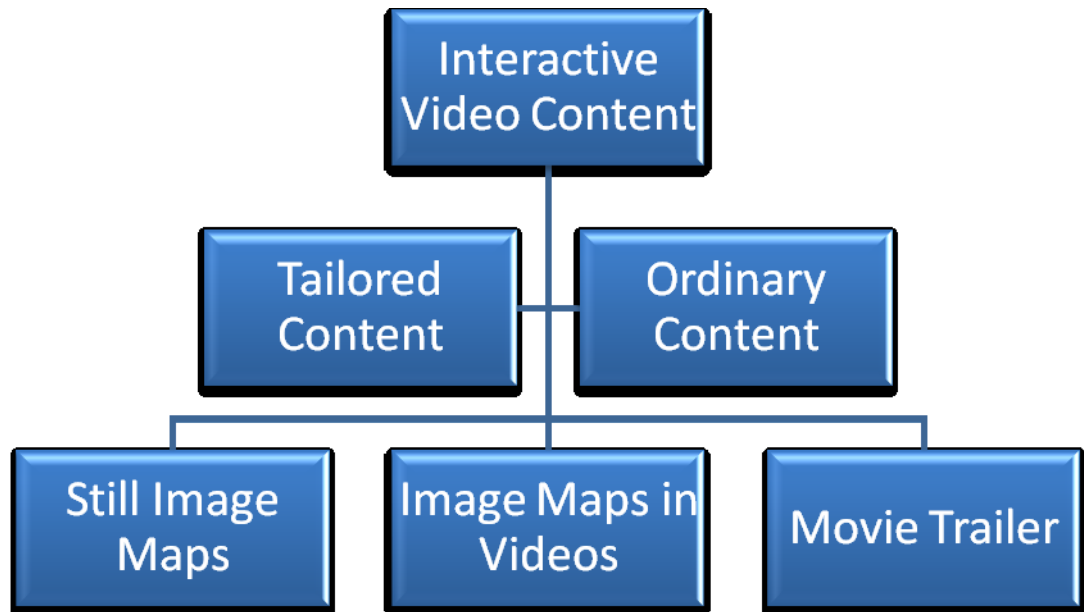 Interactive
Video Content
Tailored
Content
Ordinary
Content
Still Image
Maps
Image Maps in
Videos
Movie Trailer